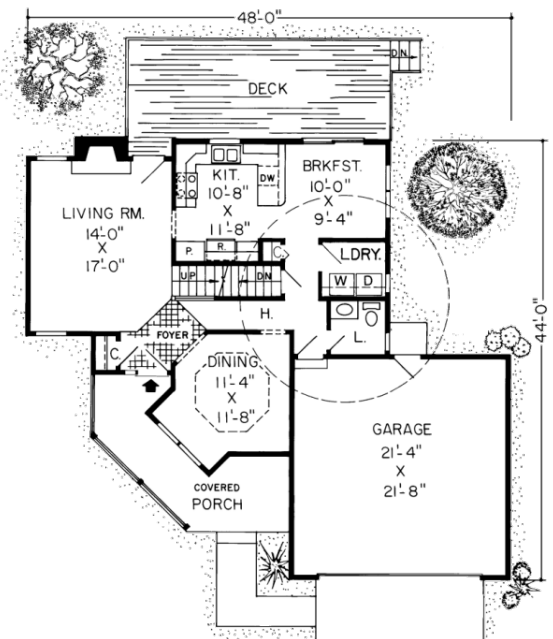 48'-0"
DN
DECK
KIT.
10'-8"
X
11'-8"
DW
BRKFST.
10'-0"
X
9'-4"
LIVING RM.
14'-0"
X
17'-0"
P.
R.
C
LDRY.
W
D
UP
DN
H.
L.
FOYER
C
DINING
11'-4"
X
11'-8"
GARAGE
21'-4"
X
21'-8"
COVERED
PORCH
44'-0"